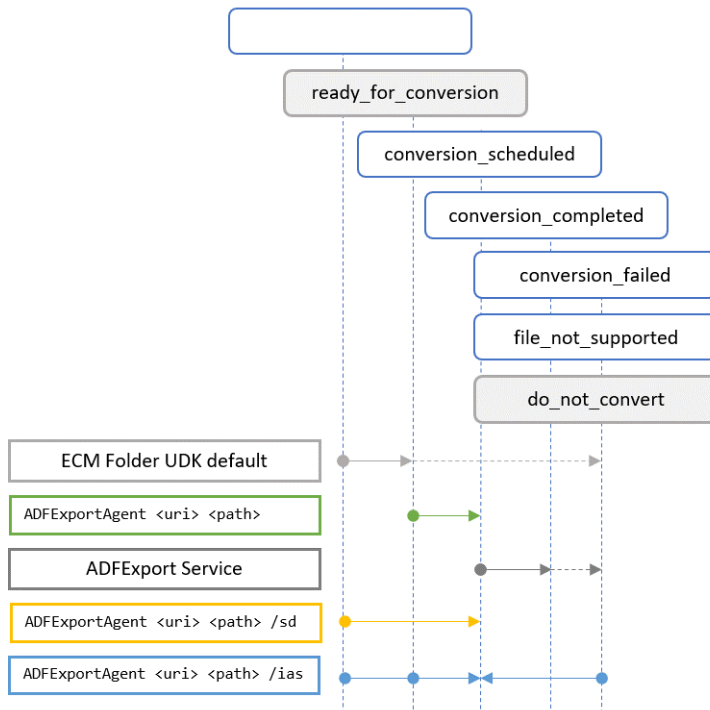 ready_for_conversion
conversion_scheduled
conversion_completed
conversion_failed
file_not_supported
do_not_convert
ECM Folder UDK default
ADFExportAgent <uri> <path>
ADFExport Service
ADFExportAgent <uri> <path> /sd
ADFExportAgent <uri> <path> /ias